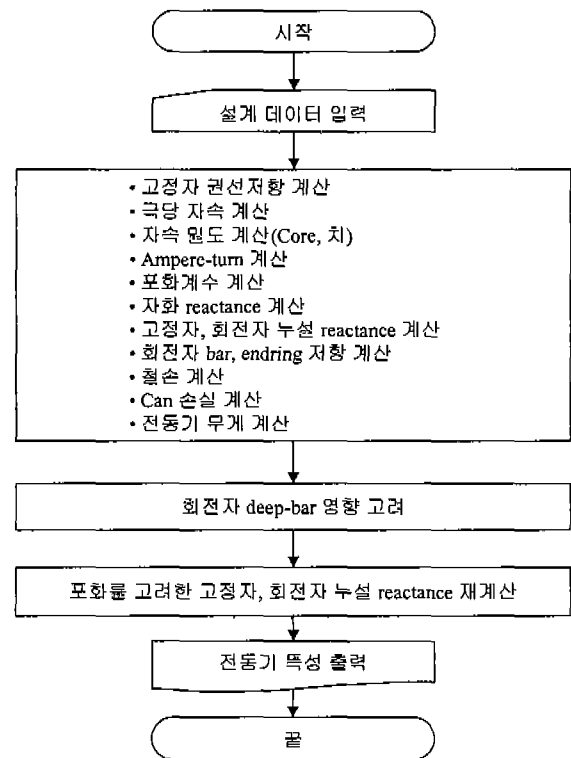 시작
설계 데이터 입력
• 고정자 권선저항 계산
• 극당 자속 계산
• 자속 밀도 계산(Core, 치)
• Ampere-turn 계산
• 포화계수 계산
• 자화 reactance 계산
• 고정자, 회전자 누설 reactance 계산
• 회전자 bar, endring 저항 계산
• 철손 계산
• Can 손실 계산
• 전동기 무게 계산
회전자 deep-bar 영향 고려
포화를 고려한 고정자, 회전자 누설 reactance 재계산
전동기 특성 출력
끝